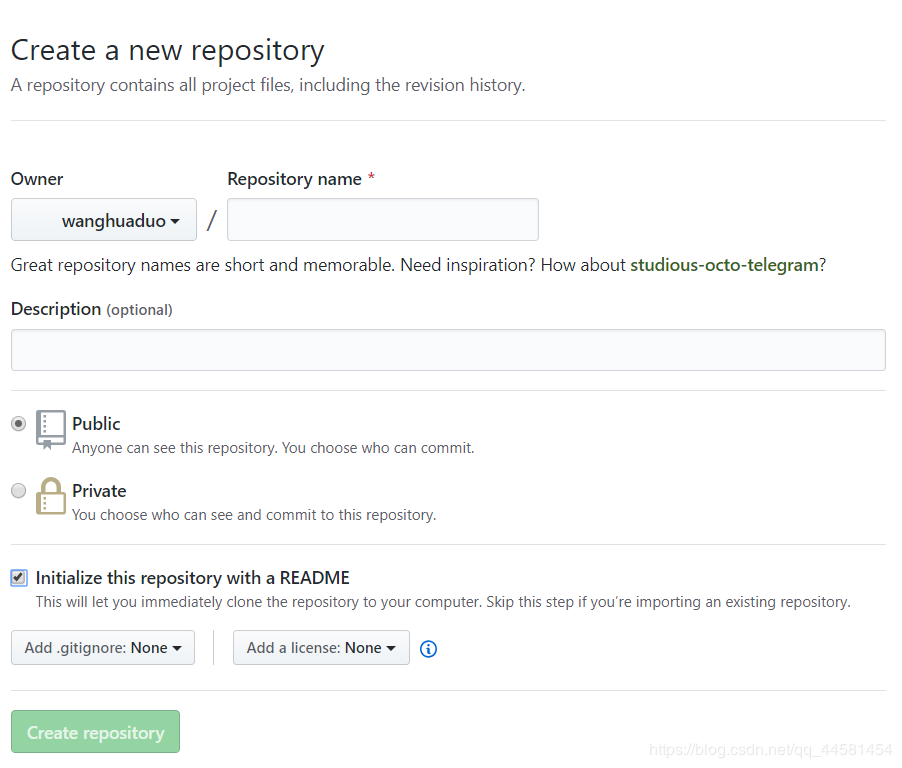 Create a new repository
A repository contains all project files, including the revision history.
Owner
Repository name *
wanghuaduo
/
Great repository names are short and memorable. Need inspiration? How about studious-octo-telegram?
Description (optional)
Public
Anyone can see this repository. You choose who can commit.
Private
You choose who can see and commit to this repository.
Initialize this repository with a README
This will let you immediately clone the repository to your computer. Skip this step if you’re importing an existing repository.
Add .gitignore: None
Add a license: None
Create repository
https://blog.csdn.net/qq_44581454